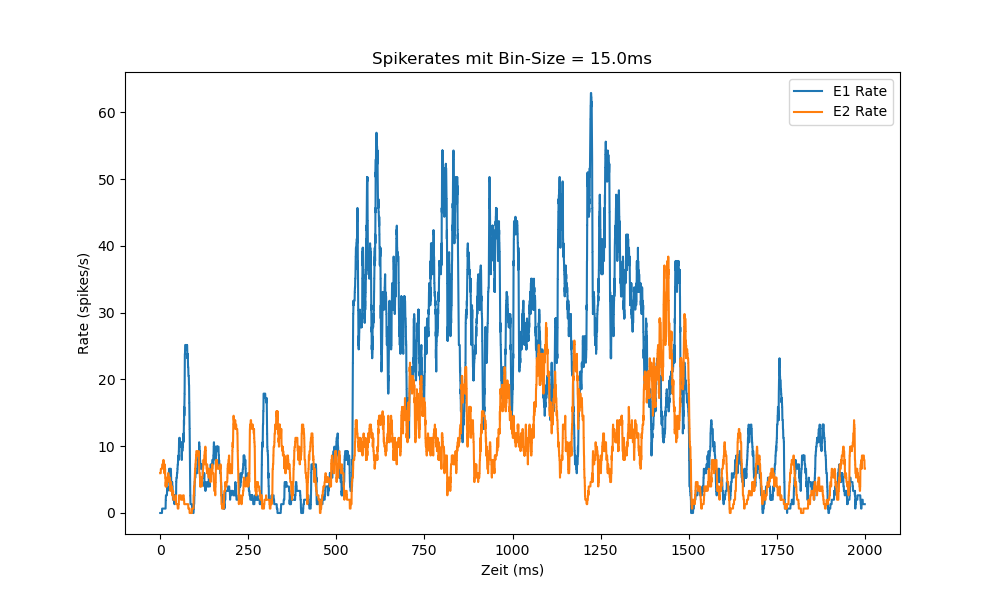 Spikerates mit Bin-Size = 15.0ms
E1 Rate
E2 Rate
Rate (spikes/s)
60
50
40
30
20
10
0
0 250 500 750 1000 1250 1500 1750 2000
Zeit (ms)